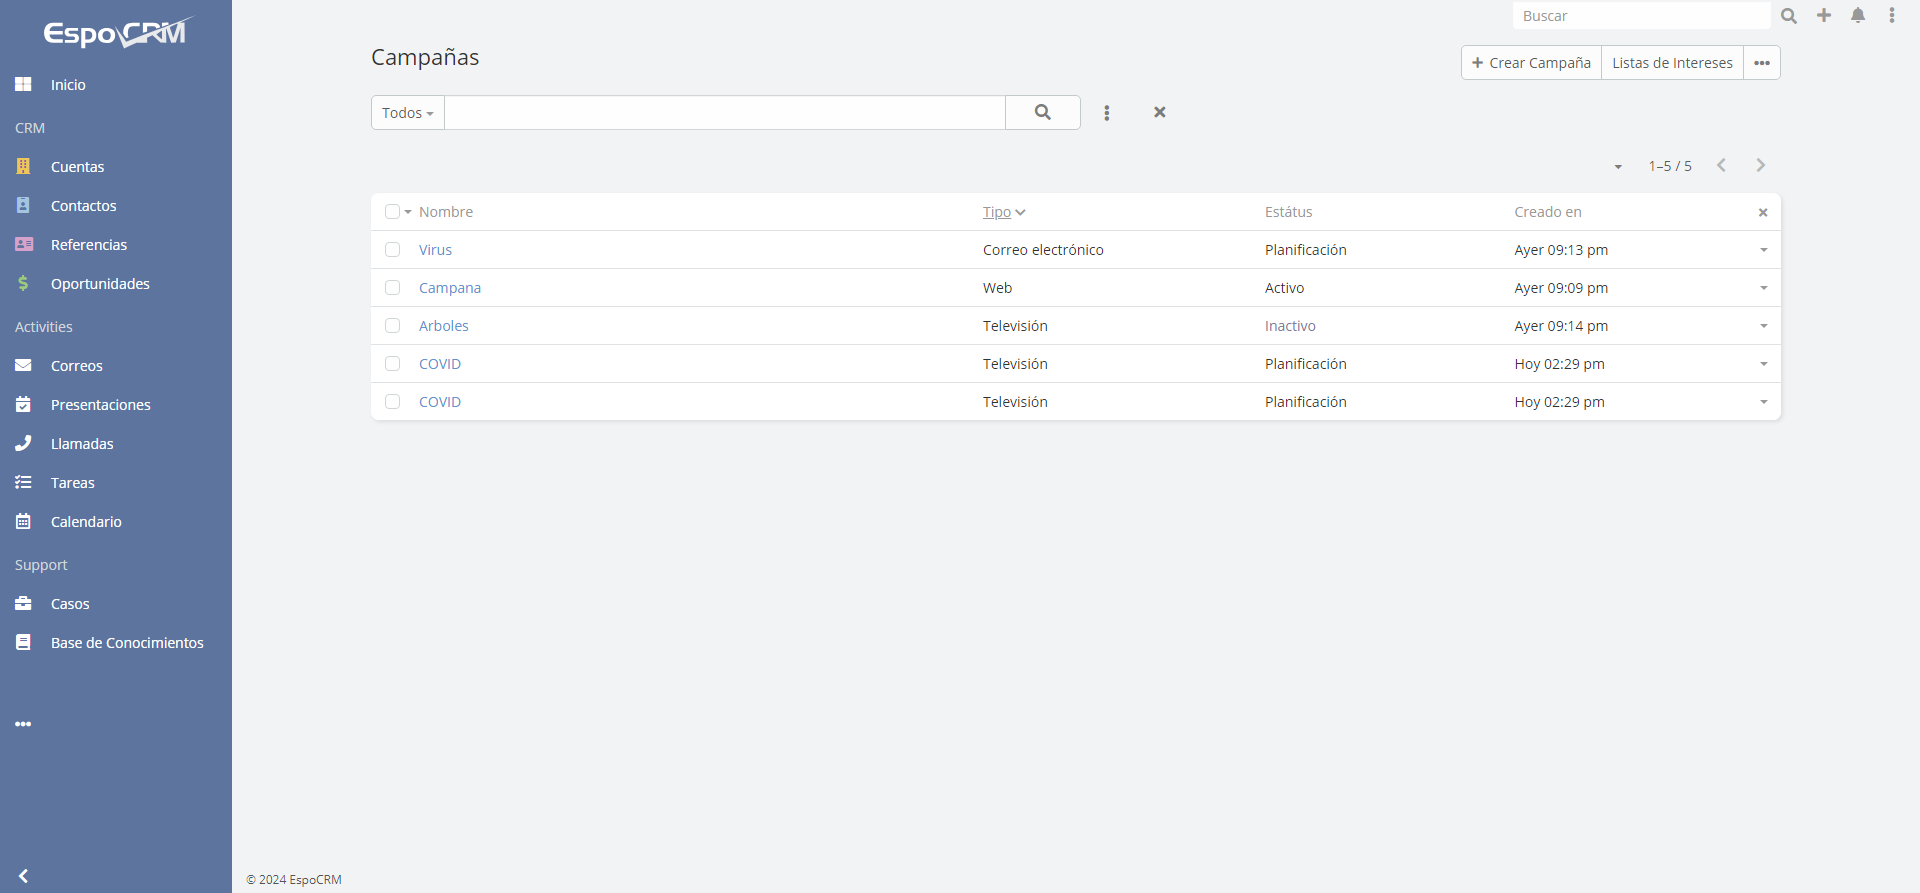 EspoCRM
Buscar
Inicio
CRM
Cuentas
Contactos
Referencias
Oportunidades
Activities
Correos
Presentaciones
Llamadas
Tareas
Calendario
Support
Casos
Base de Conocimientos
Campañas
Crear Campaña Listas de Intereses
Todos
1–5 / 5
Nombre Tipo Estátus Creado en
Virus Correo electrónico Planificación Ayer 09:13 pm
Campana Web Activo Ayer 09:09 pm
Arboles Televisión Inactivo Ayer 09:14 pm
COVID Televisión Planificación Hoy 02:29 pm
COVID Televisión Planificación Hoy 02:29 pm
© 2024 EspoCRM